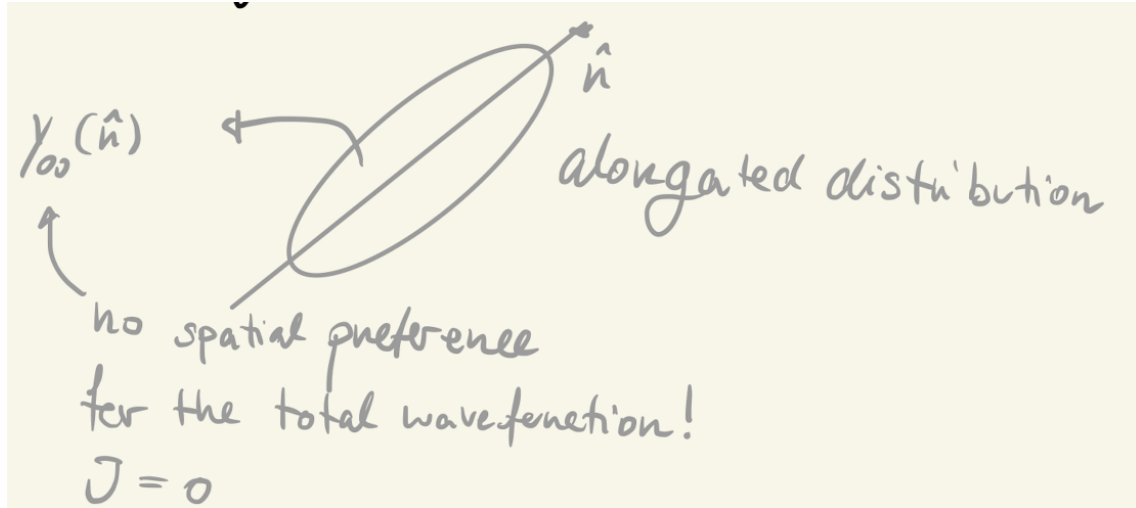 n̂
Y₀₀(n̂)
alongated distribution
no spatial preference
for the total wavefunction!
J = 0